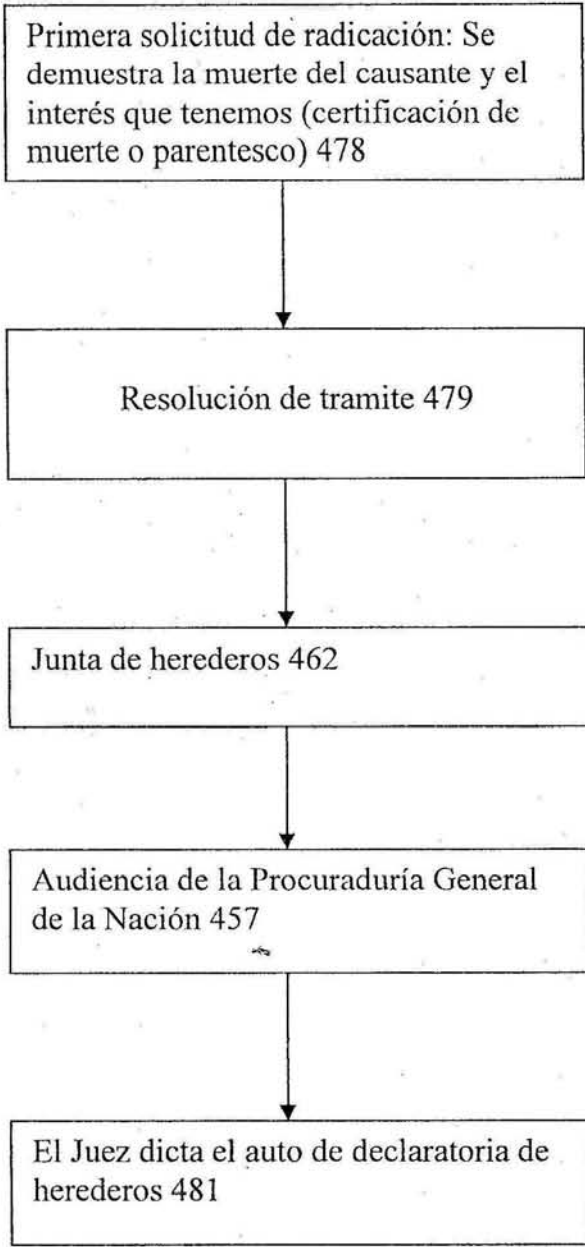 Primera solicitud de radicación: Se
demuestra la muerte del causante y el
interés que tenemos (certificación de
muerte o parentesco) 478
Resolución de tramite 479
Junta de herederos 462
Audiencia de la Procuraduría General
de la Nación 457
El Juez dicta el auto de declaratoria de
herederos 481